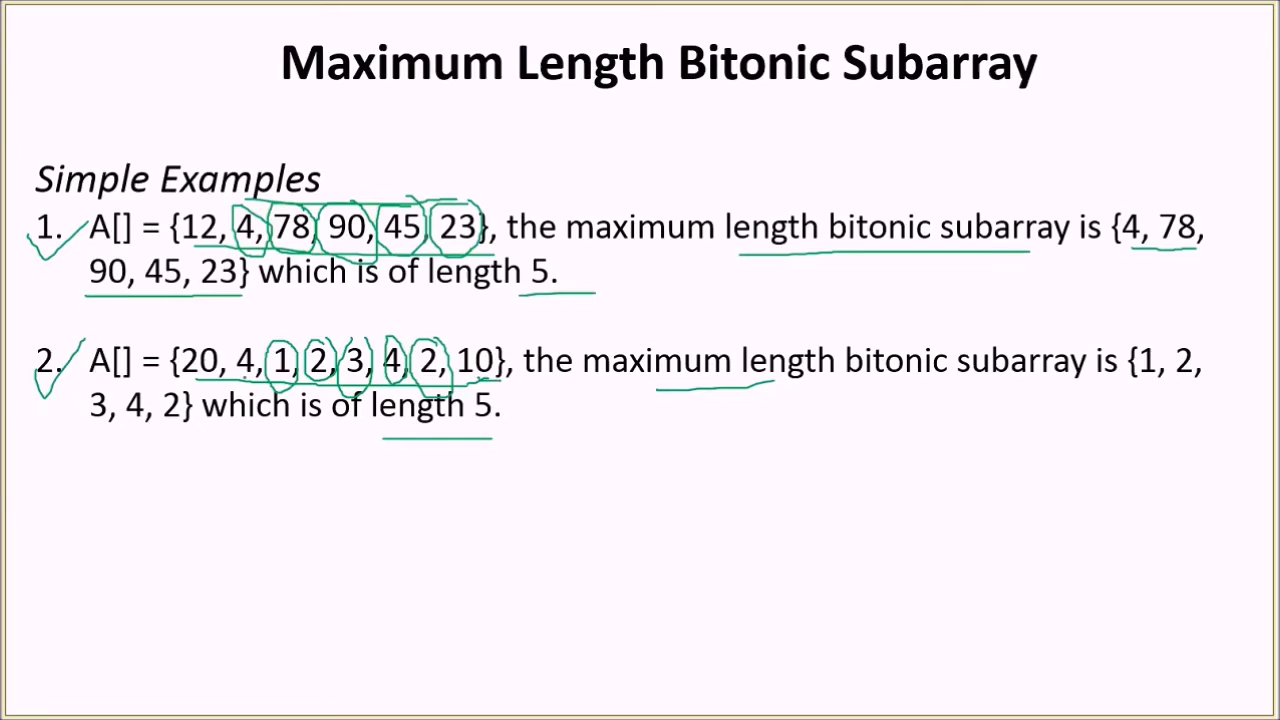 Maximum Length Bitonic Subarray
Simple Examples
1. A[] = {12, 4, 78, 90, 45, 23}, the maximum length bitonic subarray is {4, 78,
90, 45, 23} which is of length 5.
2. A[] = {20, 4, 1, 2, 3, 4, 2, 10}, the maximum length bitonic subarray is {1, 2,
3, 4, 2} which is of length 5.